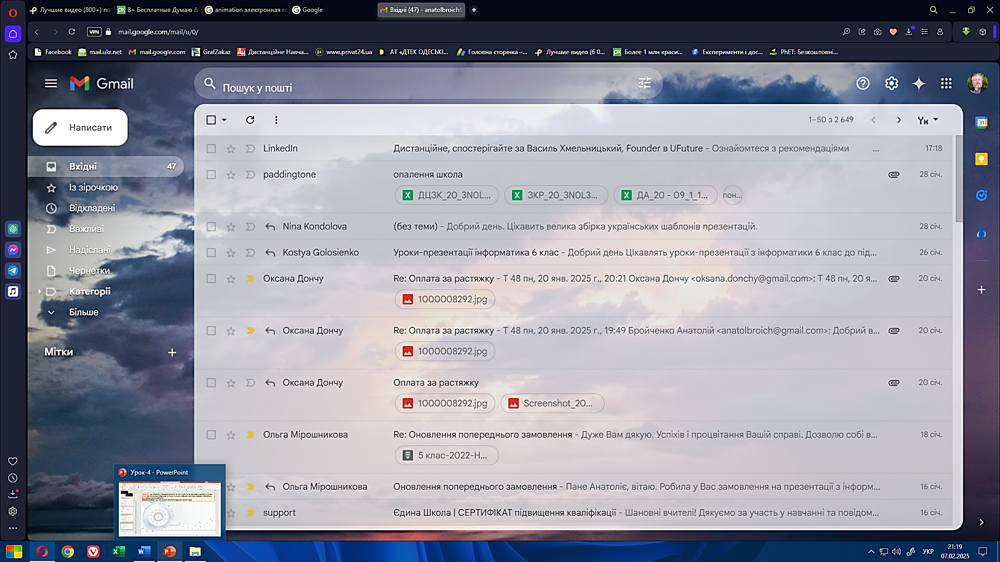 Лучшие видео (800+) по
8+ Бесплатные Думаю &
animation электронная п
Google
Вхідні (47) - anatolbroich@
VPN
mail.google.com/mail/u/0/
Facebook
mail.ukr.net
mail.google.com
GrafZakaz
Дистанційне Навча...
www.privat24.ua
АТ «ДТЕК ОДЕСЬКІ...
Головна сторінка –...
Лучшие видео (6 0...
Более 1 млн краси...
Експерименти і дос...
PhET: Безкоштовні...
Gmail
Пошук у пошті
Написати
1–50 з 2 649
Ук
Вхідні 47
Із зірочкою
Відкладені
Важливі
Надіслані
Чернетки
Категорії
Більше
Мітки
LinkedIn Дистанційне, спостерігайте за Василь Хмельницький, Founder в UFuture - Ознайомтеся з рекомендаціями ... 17:18
paddingtone опалення школа 28 січ.
ДЦЗК_20_3N0L... ЗКР_20_3N0L3... ДА_20 - 09_1_1... пон...
Nina Kondolova (без теми) - Добрий день. Цікавить велика збірка українських шаблонів презентацій. 28 січ.
Kostya Golosienko Уроки-презентації інформатика 6 клас - Добрий день ЦІкавлять уроки-презентації з інформатики 6 клас до під... 26 січ.
Оксана Дончу Re: Оплата за растяжку - Т 48 пн, 20 янв. 2025 г., 20:21 Оксана Дончу <oksana.donchy@gmail.com>: Т 48 пн, 20 я... 20 січ.
1000008292.jpg
Оксана Дончу Re: Оплата за растяжку - Т 48 пн, 20 янв. 2025 г., 19:49 Бройченко Анатолій <anatolbroich@gmail.com>: Добрий в... 20 січ.
1000008292.jpg
Оксана Дончу Оплата за растяжку 20 січ.
1000008292.jpg Screenshot_20...
Ольга Мірошникова Re: Оновлення попереднього замовлення - Дуже Вам дякую. Успіхів і процвітання Вашій справі. Дозволю собі в... 18 січ.
5 клас-2022-Н...
Ольга Мірошникова Оновлення попереднього замовлення - Пане Анатоліє, вітаю. Робила у Вас замовлення на презентації з інформ... 16 січ.
support Єдина Школа | СЕРТИФІКАТ підвищення кваліфікації - Шановні вчителі! Дякуємо за участь у навчанні та повідом... 16 січ.
31
Урок-4 - PowerPoint
УКР
21:19
07.02.2025